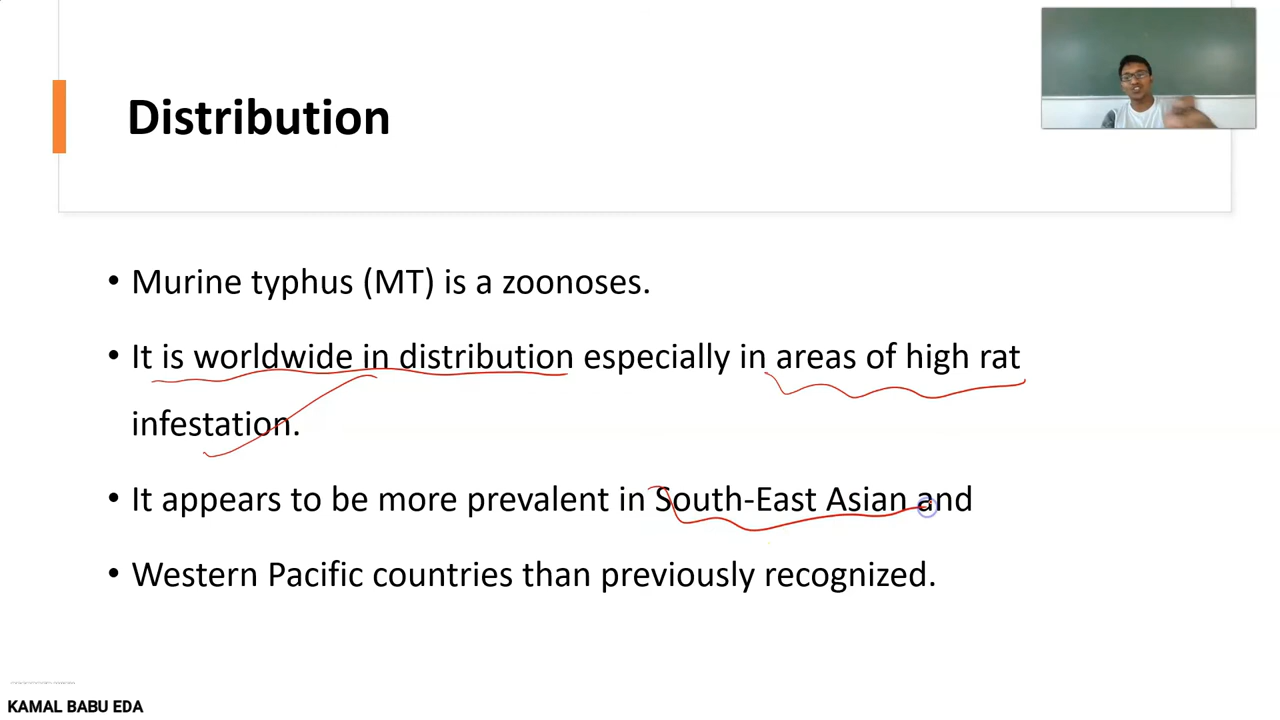 Distribution
• Murine typhus (MT) is a zoonoses.
• It is worldwide in distribution especially in areas of high rat
infestation.
• It appears to be more prevalent in South-East Asian and
• Western Pacific countries than previously recognized.
KAMAL BABU EDA